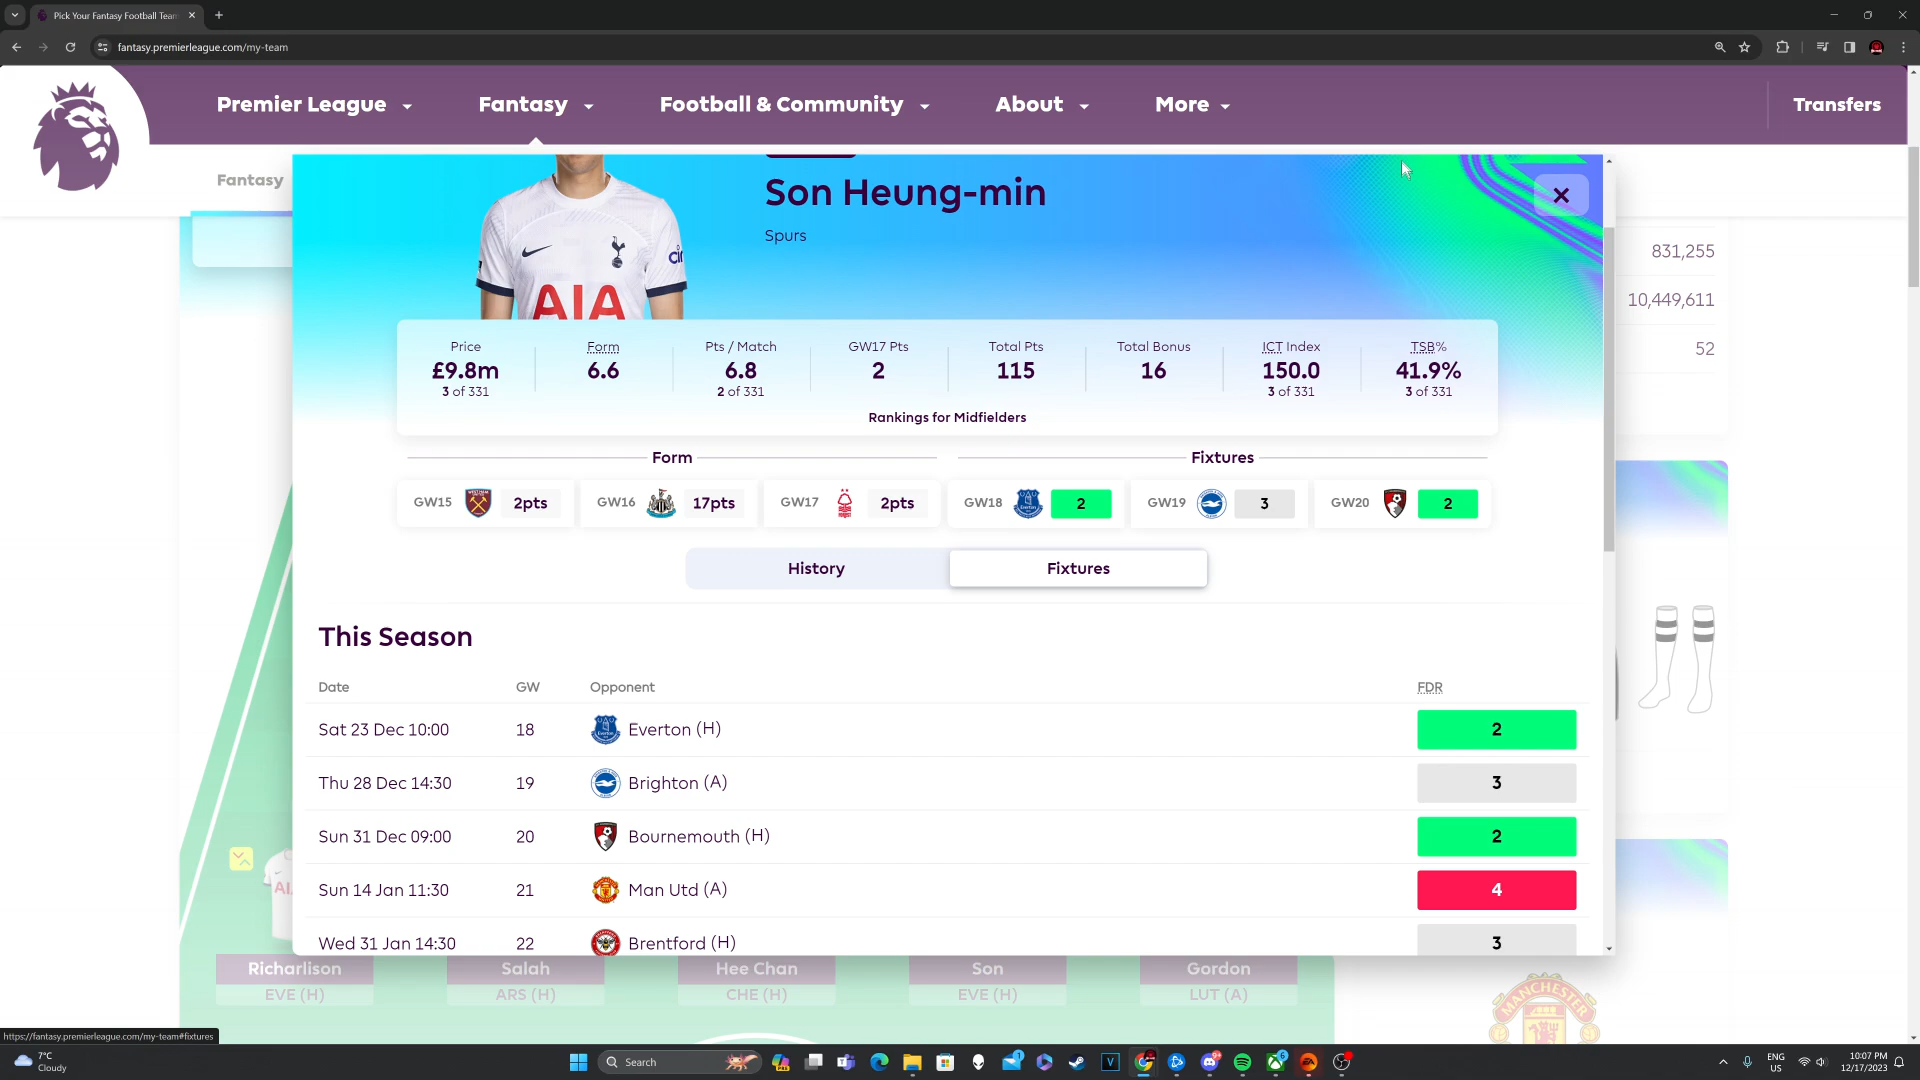 Pick Your Fantasy Football Team
fantasy.premierleague.com/my-team
Premier League
Fantasy
Football & Community
About
More
Transfers
Fantasy
Son Heung-min
Spurs
831,255
10,449,611
52
AIA
Price
£9.8m
3 of 331
Form
6.6
Pts / Match
6.8
2 of 331
GW17 Pts
2
Total Pts
115
Total Bonus
16
ICT Index
150.0
3 of 331
TSB%
41.9%
3 of 331
Rankings for Midfielders
Form
Fixtures
GW15 2pts
GW16 17pts
GW17 2pts
GW18 2
GW19 3
GW20 2
History
Fixtures
This Season
Date GW Opponent FDR
Sat 23 Dec 10:00 18 Everton (H) 2
Thu 28 Dec 14:30 19 Brighton (A) 3
Sun 31 Dec 09:00 20 Bournemouth (H) 2
Sun 14 Jan 11:30 21 Man Utd (A) 4
Wed 31 Jan 14:30 22 Brentford (H) 3
Richarlison
EVE (H)
Salah
ARS (H)
Hee Chan
CHE (H)
Son
EVE (H)
Gordon
LUT (A)
MANCHESTER
https://fantasy.premierleague.com/my-team#fixtures
7°C
Cloudy
Search
ENG
US
10:07 PM
12/17/2023